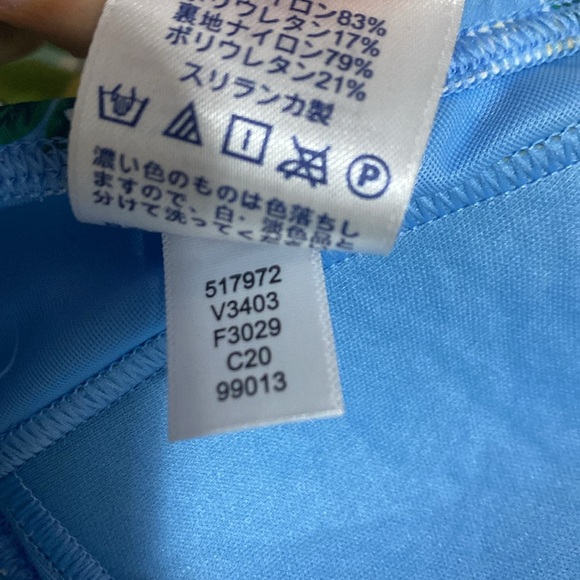 イロン83%
ポリウレタン17%
裏地ナイロン79%
ポリウレタン21%
スリランカ製
P
濃い色のものは色落ちし
ますので、白、淡色品と
分けて洗ってくだ
517972
V3403
F3029
C20
99013